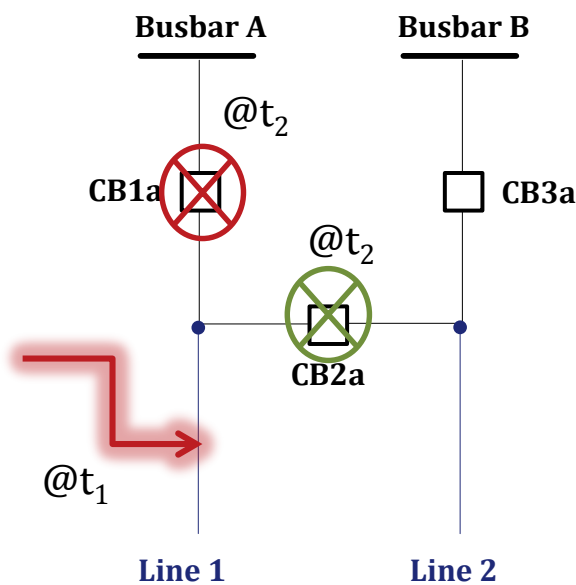 Busbar A
Busbar B
@t₂
CB1a
CB3a
@t₂
CB2a
@t₁
Line 1
Line 2